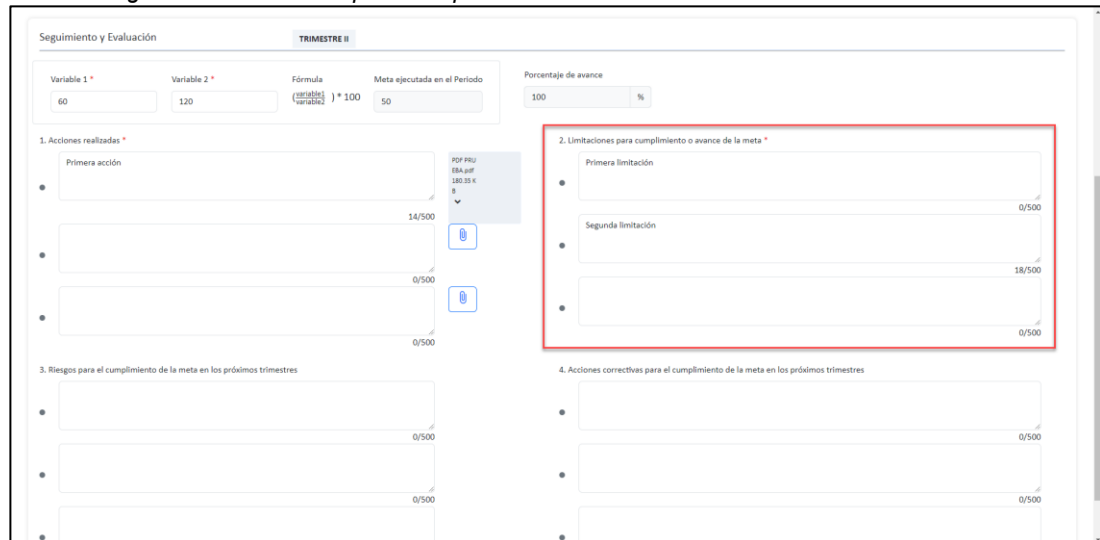 Seguimiento y Evaluación TRIMESTRE II
Variable 1 * Variable 2 * Fórmula Meta ejecutada en el Periodo Porcentaje de avance
60 120 (variable1/variable2) * 100 50 100 %
1. Acciones realizadas *
Primera acción
14/500
PDF PRU
EBA.pdf
180.35 K
B
0/500
0/500
2. Limitaciones para cumplimiento o avance de la meta *
Primera limitación
0/500
Segunda limitación
18/500
0/500
3. Riesgos para el cumplimiento de la meta en los próximos trimestres
0/500
0/500
4. Acciones correctivas para el cumplimiento de la meta en los próximos trimestres
0/500
0/500